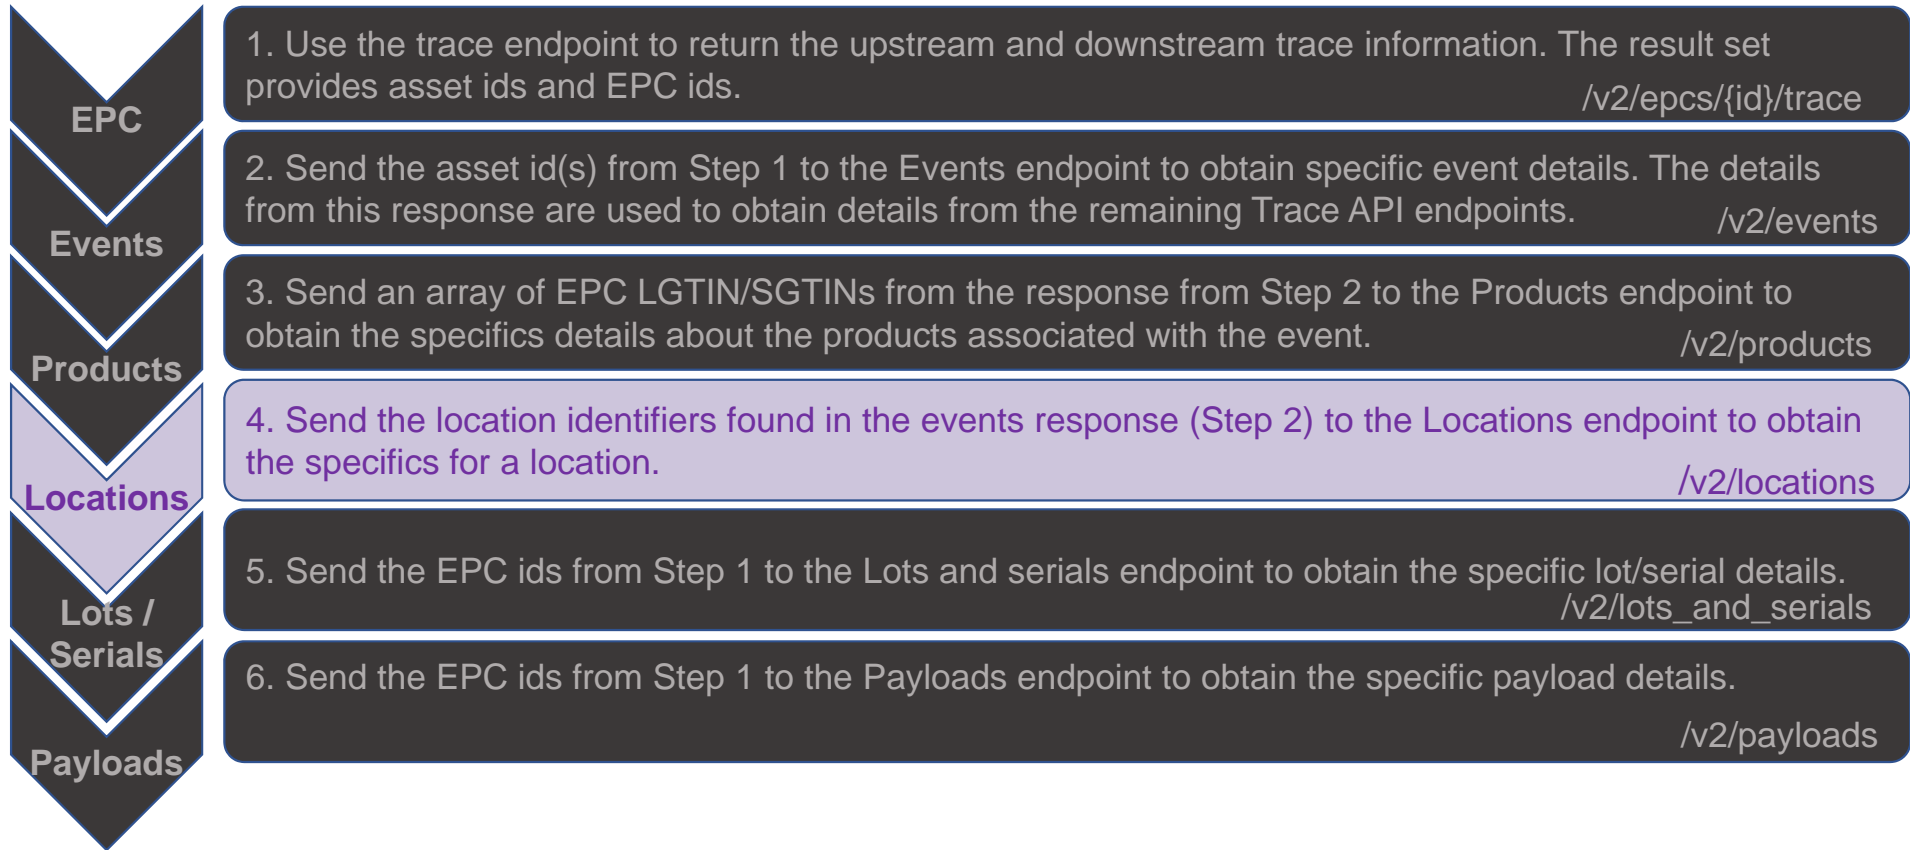 EPC
1. Use the trace endpoint to return the upstream and downstream trace information. The result set
provides asset ids and EPC ids.
/v2/epcs/{id}/trace
Events
2. Send the asset id(s) from Step 1 to the Events endpoint to obtain specific event details. The details
from this response are used to obtain details from the remaining Trace API endpoints.
/v2/events
Products
3. Send an array of EPC LGTIN/SGTINs from the response from Step 2 to the Products endpoint to
obtain the specifics details about the products associated with the event.
/v2/products
Locations
4. Send the location identifiers found in the events response (Step 2) to the Locations endpoint to obtain
the specifics for a location.
/v2/locations
Lots /
Serials
5. Send the EPC ids from Step 1 to the Lots and serials endpoint to obtain the specific lot/serial details.
/v2/lots_and_serials
Payloads
6. Send the EPC ids from Step 1 to the Payloads endpoint to obtain the specific payload details.
/v2/payloads